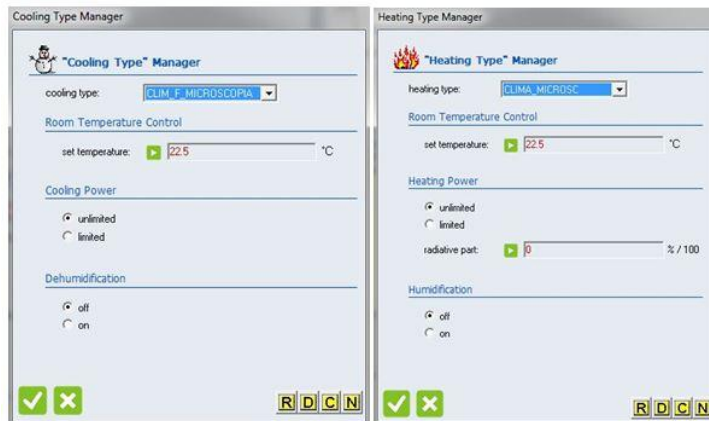 Cooling Type Manager
"Cooling Type" Manager
cooling type: CLIM_F_MICROSCOPIA
Room Temperature Control
set temperature: 22.5 °C
Cooling Power
unlimited
limited
Dehumidification
off
on
R D C N
Heating Type Manager
"Heating Type" Manager
heating type: CLIMA_MICROSC
Room Temperature Control
set temperature: 22.5 °C
Heating Power
unlimited
limited
radiative part: 0 % / 100
Humidification
off
on
R D C N